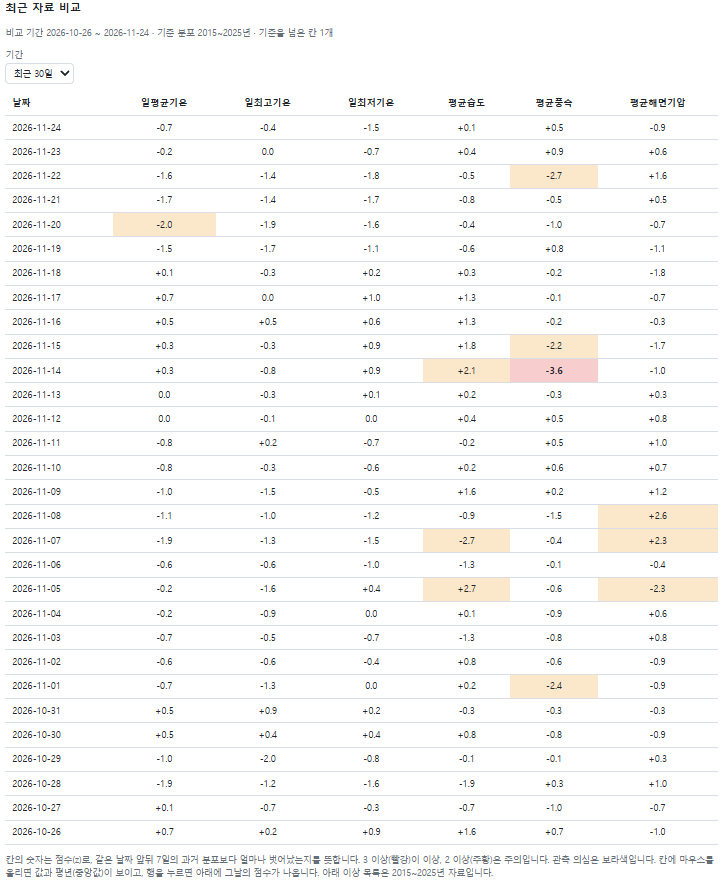 최근 자료 비교
비교 기간 2026-10-26 ~ 2026-11-24 · 기준 분포 2015~2025년 · 기준을 넘은 칸 1개
기간
최근 30일
날짜 일평균기온 일최고기온 일최저기온 평균습도 평균풍속 평균해면기압
2026-11-24 -0.7 -0.4 -1.5 +0.1 +0.5 -0.9
2026-11-23 -0.2 0.0 -0.7 +0.4 +0.9 +0.6
2026-11-22 -1.6 -1.4 -1.8 -0.5 -2.7 +1.6
2026-11-21 -1.7 -1.4 -1.7 -0.8 -0.5 +0.5
2026-11-20 -2.0 -1.9 -1.6 -0.4 -1.0 -0.7
2026-11-19 -1.5 -1.7 -1.1 -0.6 +0.8 -1.1
2026-11-18 +0.1 -0.3 +0.2 +0.3 -0.2 -1.8
2026-11-17 +0.7 0.0 +1.0 +1.3 -0.1 -0.7
2026-11-16 +0.5 +0.5 +0.6 +1.3 -0.2 -0.3
2026-11-15 +0.3 -0.3 +0.9 +1.8 -2.2 -1.7
2026-11-14 +0.3 -0.8 +0.9 +2.1 -3.6 -1.0
2026-11-13 0.0 -0.3 +0.1 +0.2 -0.3 +0.3
2026-11-12 0.0 -0.1 0.0 +0.4 +0.5 +0.8
2026-11-11 -0.8 +0.2 -0.7 -0.2 +0.5 +1.0
2026-11-10 -0.8 -0.3 -0.6 +0.2 +0.6 +0.7
2026-11-09 -1.0 -1.5 -0.5 +1.6 +0.2 +1.2
2026-11-08 -1.1 -1.0 -1.2 -0.9 -1.5 +2.6
2026-11-07 -1.9 -1.3 -1.5 -2.7 -0.4 +2.3
2026-11-06 -0.6 -0.6 -1.0 -1.3 -0.1 -0.4
2026-11-05 -0.2 -1.6 +0.4 +2.7 -0.6 -2.3
2026-11-04 -0.2 -0.9 0.0 +0.1 -0.9 +0.6
2026-11-03 -0.7 -0.5 -0.7 -1.3 -0.8 +0.8
2026-11-02 -0.6 -0.6 -0.4 +0.8 -0.6 -0.9
2026-11-01 -0.7 -1.3 0.0 +0.2 -2.4 -0.9
2026-10-31 +0.5 +0.9 +0.2 -0.3 -0.3 -0.3
2026-10-30 +0.5 +0.4 +0.4 +0.8 -0.8 -0.9
2026-10-29 -1.0 -2.0 -0.8 -0.1 -0.1 +0.3
2026-10-28 -1.9 -1.2 -1.6 -1.9 +0.3 +1.0
2026-10-27 +0.1 -0.7 -0.3 -0.7 -1.0 -0.7
2026-10-26 +0.7 +0.2 +0.9 +1.6 +0.7 -1.0
칸의 숫자는 점수(z)로, 같은 날짜 앞뒤 7일의 과거 분포보다 얼마나 벗어났는지를 뜻합니다. 3 이상(빨강)이 이상, 2 이상(주황)은 주의입니다. 관측 의심은 보라색입니다. 칸에 마우스를
올리면 값과 평년(중앙값)이 보이고, 행을 누르면 아래에 그날의 점수가 나옵니다. 아래 이상 목록은 2015~2025년 자료입니다.